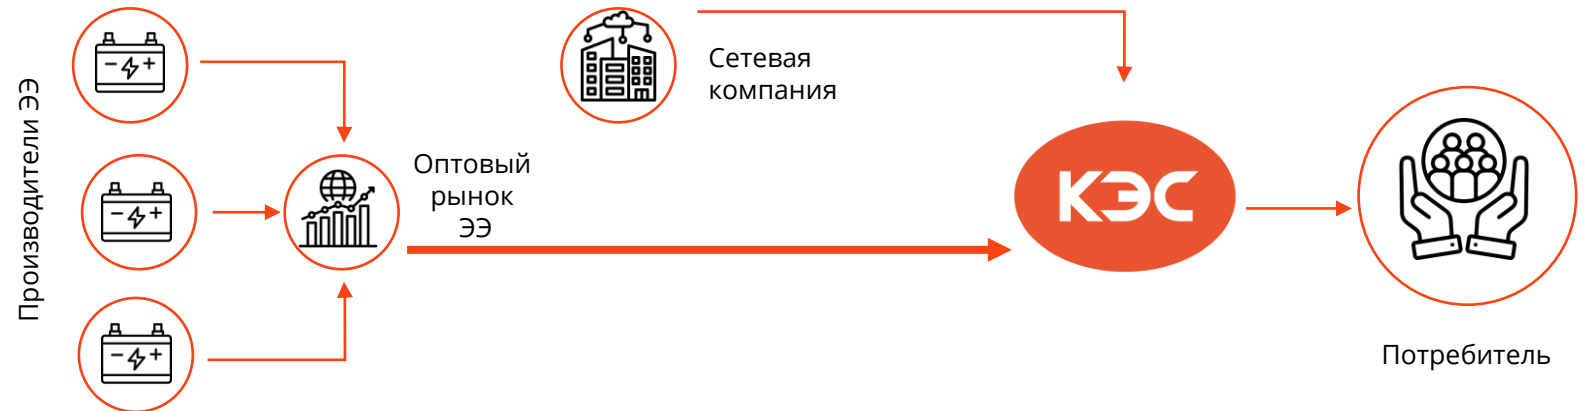 Производители ЭЭ
Оптовый
рынок
ЭЭ
Сетевая
компания
КЭС
Потребитель